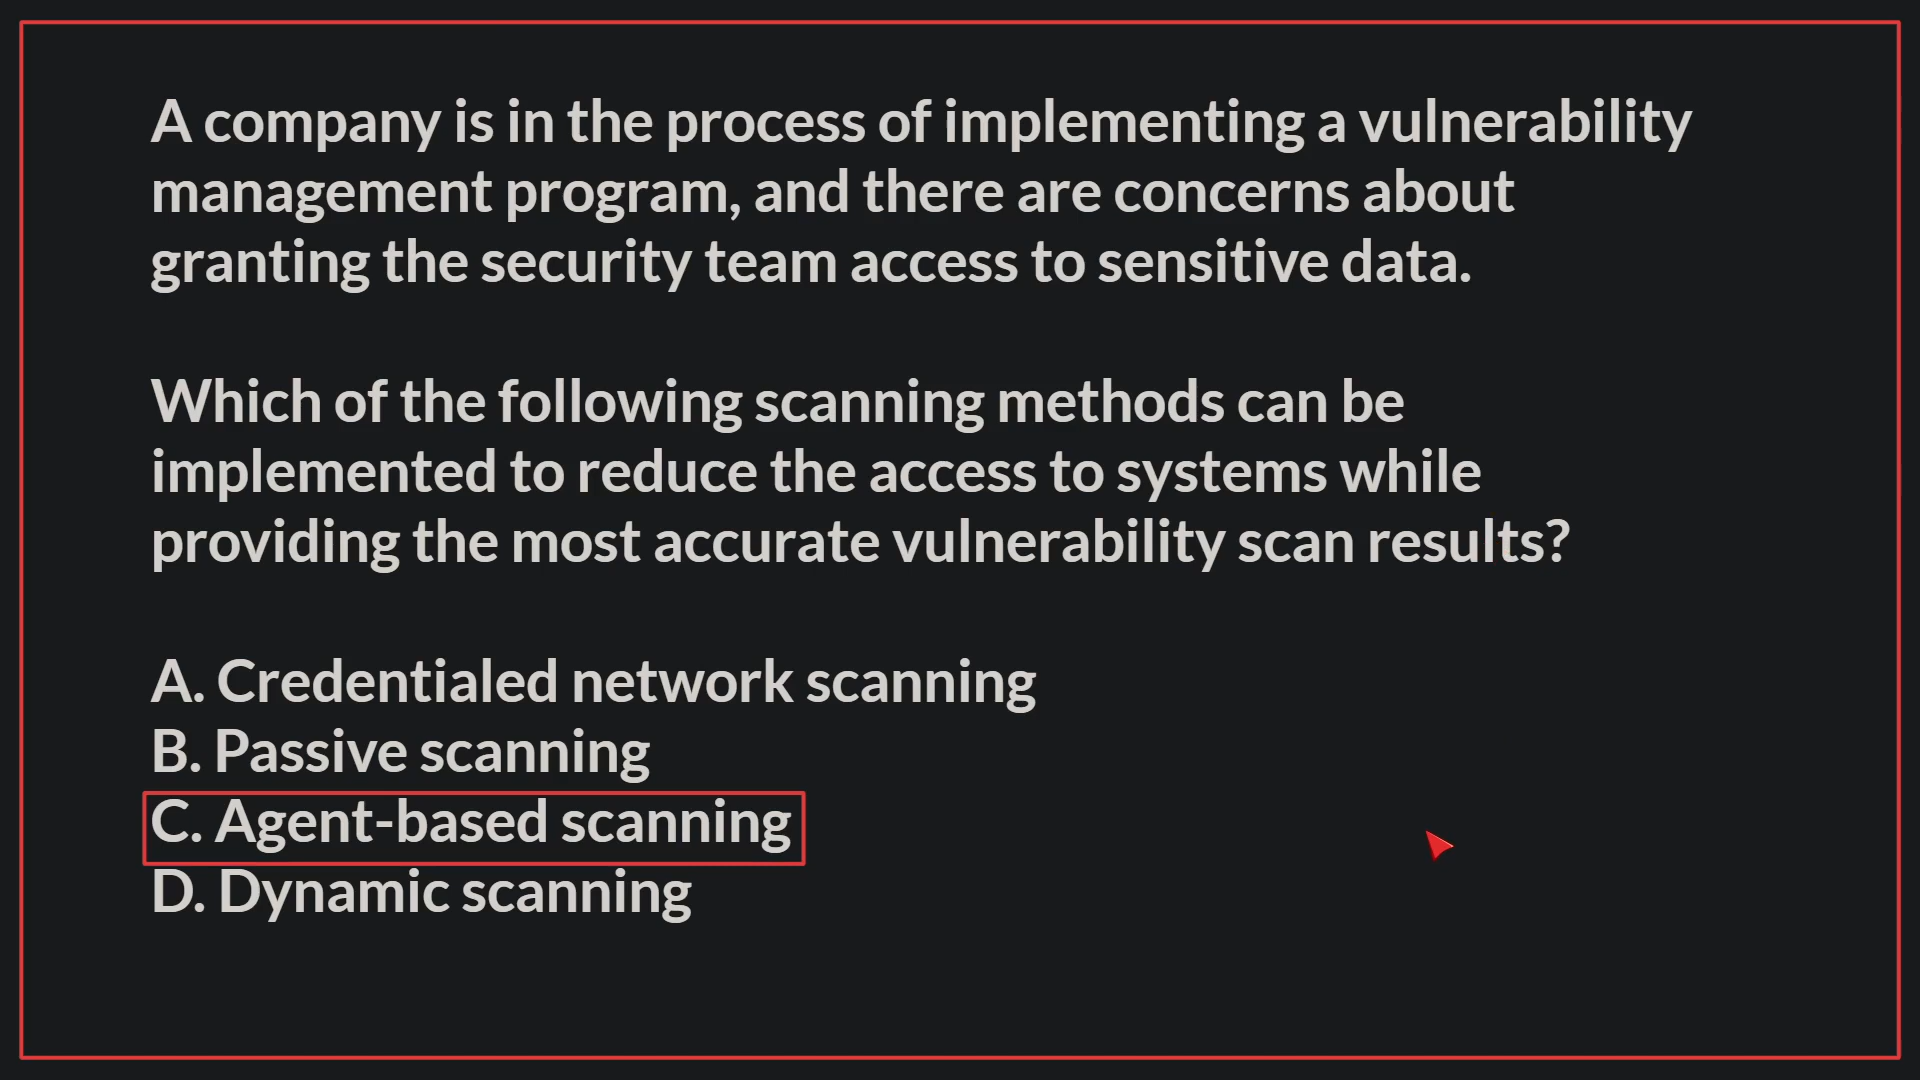 A company is in the process of implementing a vulnerability
management program, and there are concerns about
granting the security team access to sensitive data.
Which of the following scanning methods can be
implemented to reduce the access to systems while
providing the most accurate vulnerability scan results?
A. Credentialed network scanning
B. Passive scanning
C. Agent-based scanning
D. Dynamic scanning